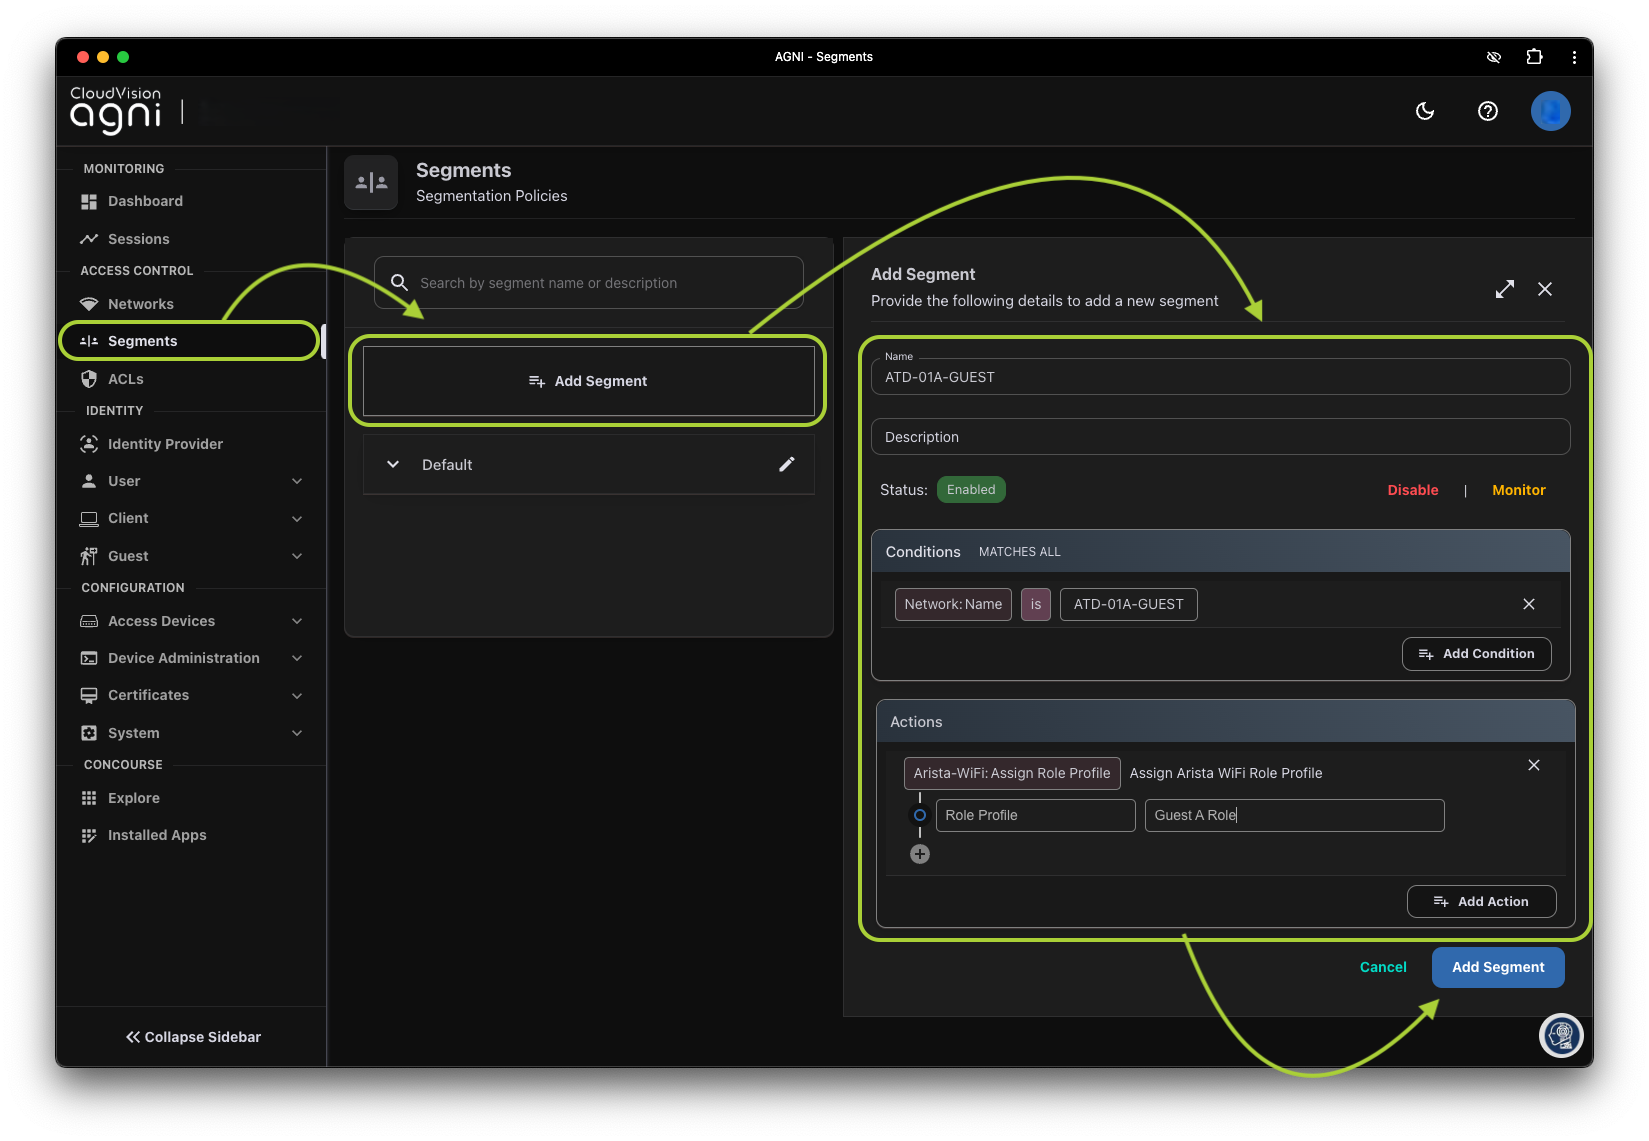 AGNI - Segments
CloudVision
agni
MONITORING
Dashboard
Sessions
ACCESS CONTROL
Networks
Segments
ACLs
IDENTITY
Identity Provider
User
Client
Guest
CONFIGURATION
Access Devices
Device Administration
Certificates
System
CONCOURSE
Explore
Installed Apps
Collapse Sidebar
Segments
Segmentation Policies
Search by segment name or description
Add Segment
Default
Add Segment
Provide the following details to add a new segment
Name
ATD-01A-GUEST
Description
Status: Enabled Disable | Monitor
Conditions MATCHES ALL
Network:Name is ATD-01A-GUEST
Add Condition
Actions
Arista-WiFi:Assign Role Profile Assign Arista WiFi Role Profile
Role Profile Guest A Role
Add Action
Cancel Add Segment